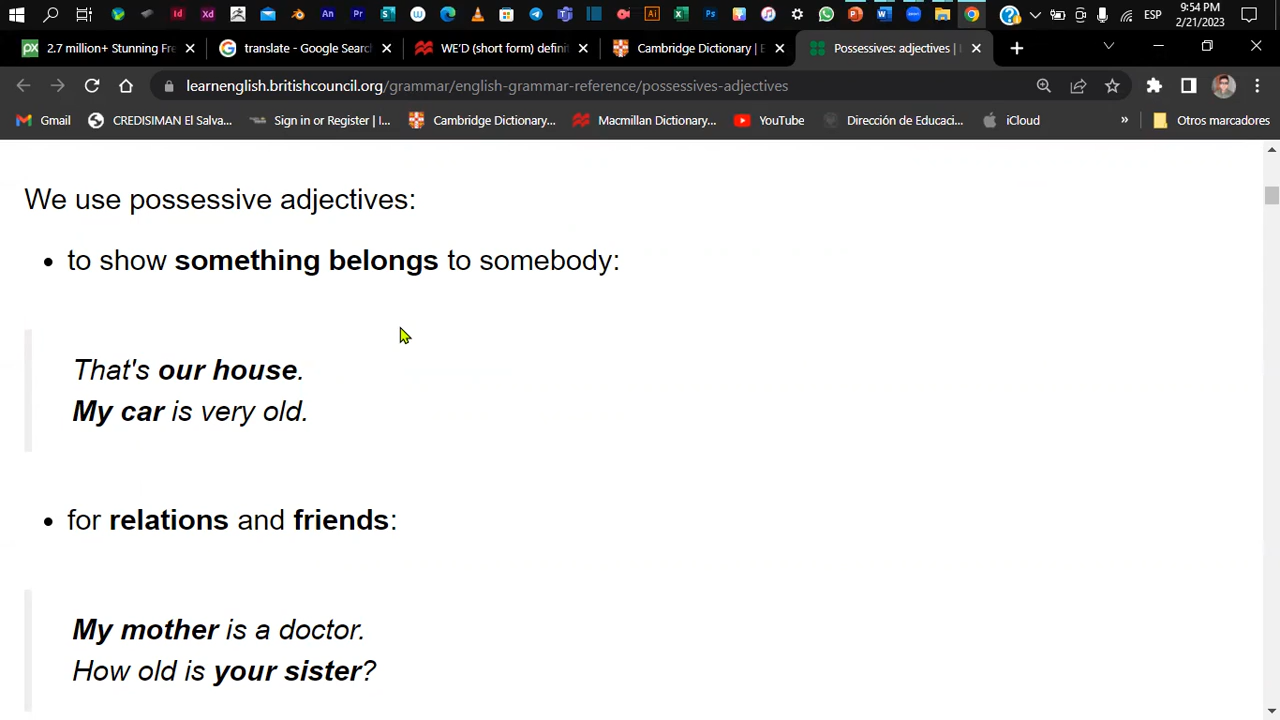 9:54 PM
ESP
2/21/2023
2.7 million+ Stunning Fre
translate - Google Search
WE'D (short form) definit
Cambridge Dictionary | E
Possessives: adjectives |
learnenglish.britishcouncil.org/grammar/english-grammar-reference/possessives-adjectives
Gmail
CREDISIMAN El Salva...
Sign in or Register | I...
Cambridge Dictionary...
Macmillan Dictionary...
YouTube
Dirección de Educaci...
iCloud
»
Otros marcadores
We use possessive adjectives:
• to show something belongs to somebody:
That's our house.
My car is very old.
• for relations and friends:
My mother is a doctor.
How old is your sister?